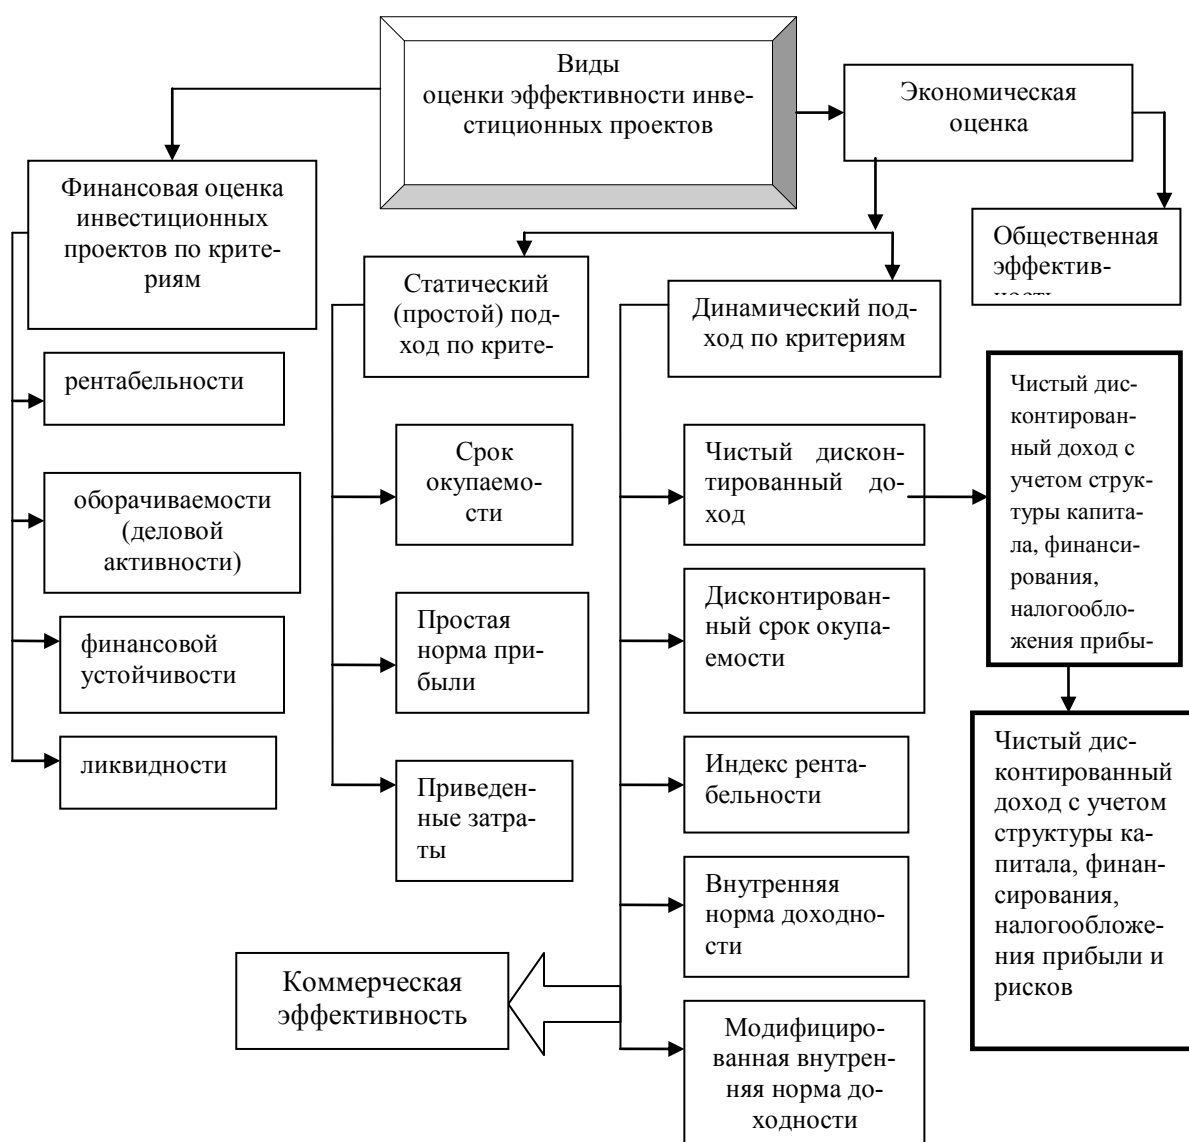 Виды
оценки эффективности инве-
стиционных проектов
Экономическая
оценка
Финансовая оценка
инвестиционных
проектов по крите-
риям
Общественная
эффектив-
Статический
(простой) под-
ход по крите-
Динамический под-
ход по критериям
рентабельности
оборачиваемости
(деловой
активности)
финансовой
устойчивости
ликвидности
Срок
окупаемо-
сти
Простая
норма при-
были
Приведен-
ные затра-
ты
Чистый дискон-
тированный до-
ход
Дисконтирован-
ный срок окупа-
емости
Индекс рента-
бельности
Внутренняя
норма доходно-
сти
Модифициро-
ванная внутрен-
няя норма до-
ходности
Чистый дис-
контирован-
ный доход с
учетом струк-
туры капита-
ла, финанси-
рования,
налогообло-
жения прибы-
Чистый дис-
контированный
доход с учетом
структуры ка-
питала, финан-
сирования,
налогообложе-
ния прибыли и
рисков
Коммерческая
эффективность